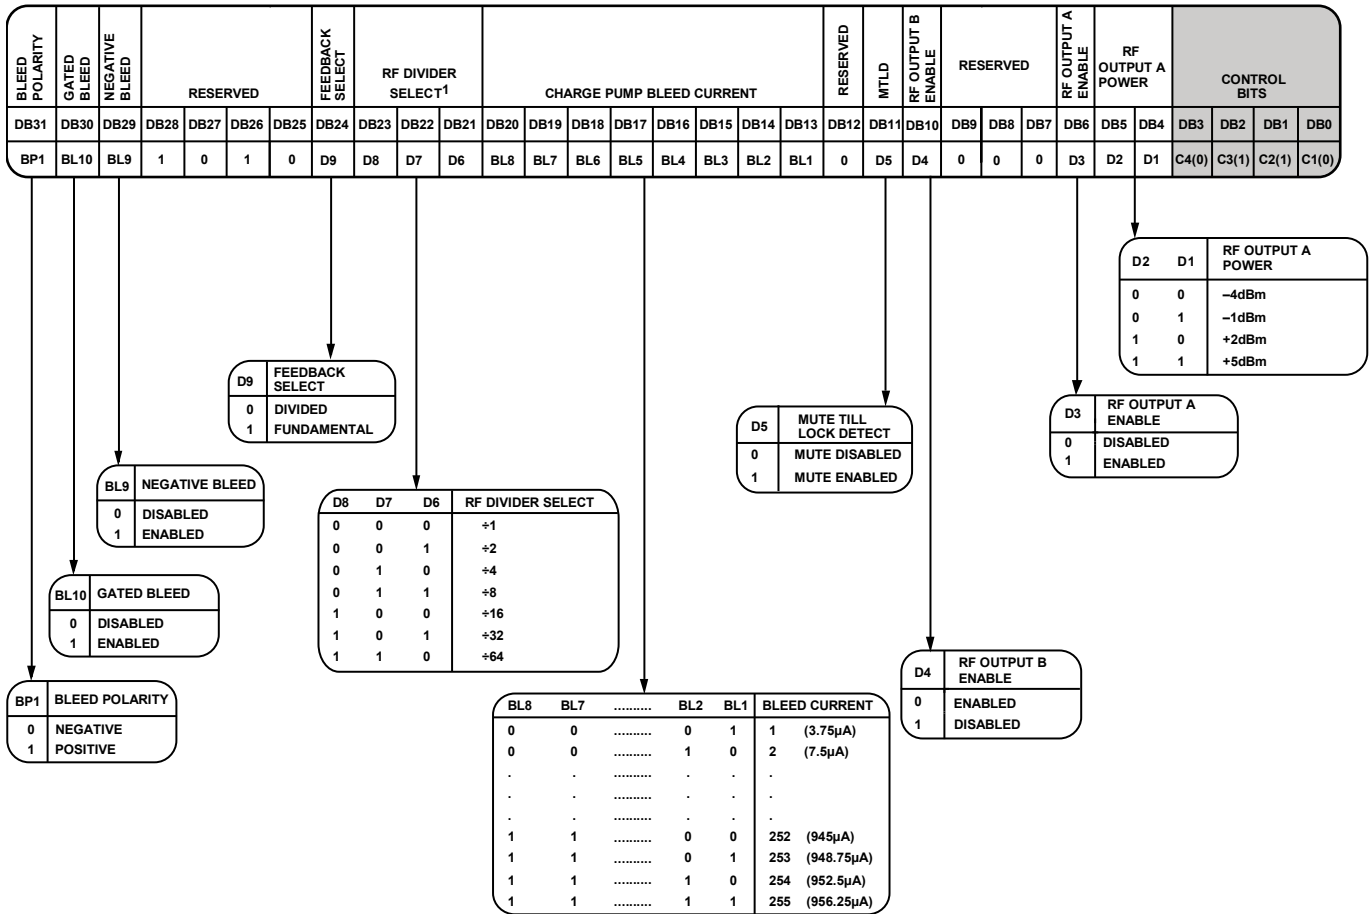 BLEED POLARITY
GATED BLEED
NEGATIVE BLEED
RESERVED
FEEDBACK SELECT
RF DIVIDER SELECT1
CHARGE PUMP BLEED CURRENT
RESERVED
MTLD
RF OUTPUT B ENABLE
RESERVED
RF OUTPUT A ENABLE
RF OUTPUT A POWER
CONTROL BITS
DB31 DB30 DB29 DB28 DB27 DB26 DB25 DB24 DB23 DB22 DB21 DB20 DB19 DB18 DB17 DB16 DB15 DB14 DB13 DB12 DB11 DB10 DB9 DB8 DB7 DB6 DB5 DB4 DB3 DB2 DB1 DB0
BP1 BL10 BL9 1 0 1 0 D9 D8 D7 D6 BL8 BL7 BL6 BL5 BL4 BL3 BL2 BL1 0 D5 D4 0 0 0 D3 D2 D1 C4(0) C3(1) C2(1) C1(0)
D2 D1 RF OUTPUT A POWER
0 0 –4dBm
0 1 –1dBm
1 0 +2dBm
1 1 +5dBm
D9 FEEDBACK SELECT
0 DIVIDED
1 FUNDAMENTAL
D3 RF OUTPUT A ENABLE
0 DISABLED
1 ENABLED
D5 MUTE TILL LOCK DETECT
0 MUTE DISABLED
1 MUTE ENABLED
BL9 NEGATIVE BLEED
0 DISABLED
1 ENABLED
D8 D7 D6 RF DIVIDER SELECT
0 0 0 ÷1
0 0 1 ÷2
0 1 0 ÷4
0 1 1 ÷8
1 0 0 ÷16
1 0 1 ÷32
1 1 0 ÷64
BL10 GATED BLEED
0 DISABLED
1 ENABLED
D4 RF OUTPUT B ENABLE
0 ENABLED
1 DISABLED
BP1 BLEED POLARITY
0 NEGATIVE
1 POSITIVE
BL8 BL7 .......... BL2 BL1 BLEED CURRENT
0 0 .......... 0 1 1 (3.75µA)
0 0 .......... 1 0 2 (7.5µA)
. . .......... . . .
. . .......... . . .
. . .......... . . .
1 1 .......... 0 0 252 (945µA)
1 1 .......... 0 1 253 (948.75µA)
1 1 .......... 1 0 254 (952.5µA)
1 1 .......... 1 1 255 (956.25µA)